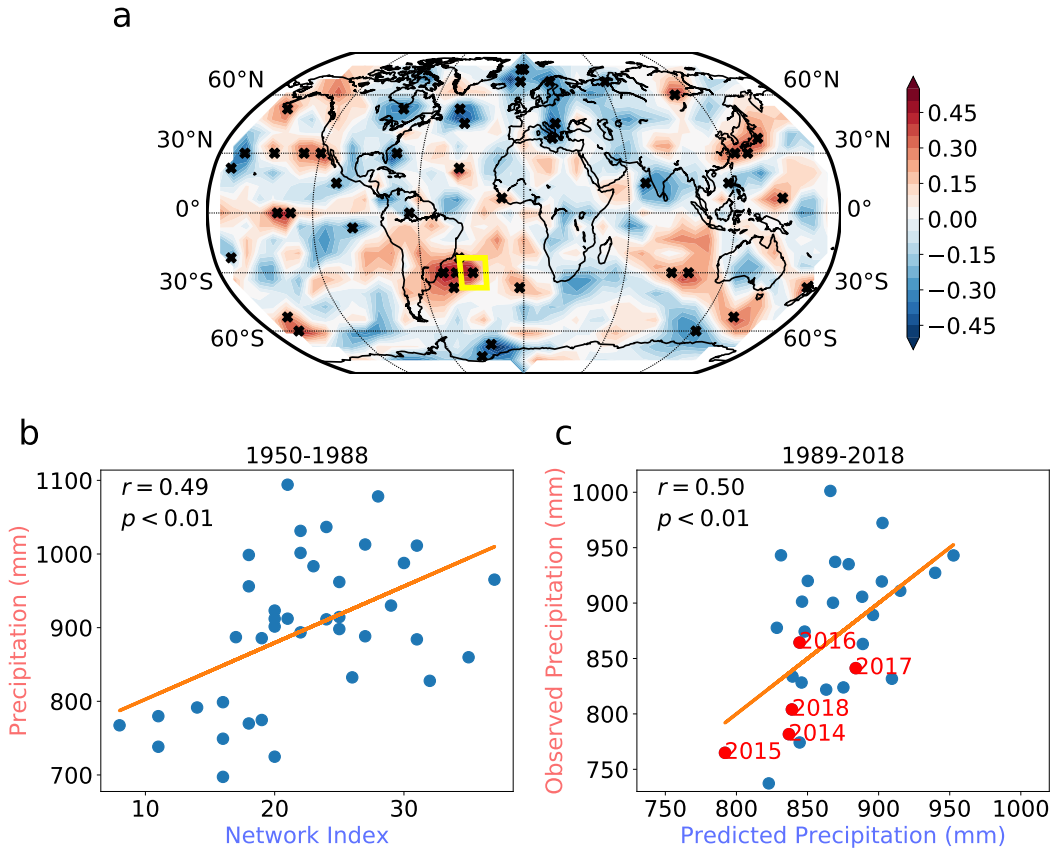 a
60°N 60°N
30°N 30°N
0° 0°
30°S 30°S
60°S 60°S
0.45
0.30
0.15
0.00
−0.15
−0.30
−0.45
b
1950-1988
r = 0.49
p < 0.01
Precipitation (mm)
1100
1000
900
800
700
10 20 30
Network Index
c
1989-2018
r = 0.50
p < 0.01
Observed Precipitation (mm)
1000
950
900
850
800
750
2016
2017
2018
2014
2015
750 800 850 900 950 1000
Predicted Precipitation (mm)